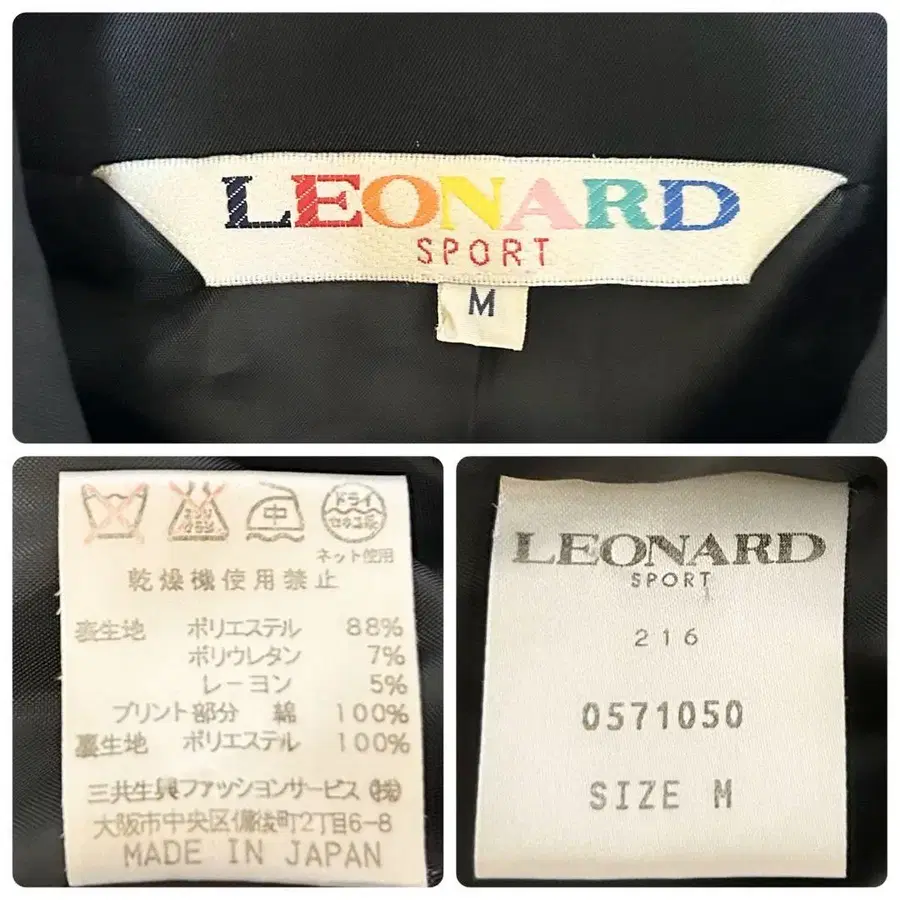 LEONARD
SPORT
M
中
ドライ
セキユ系
ネット使用
乾燥機使用禁止
表生地 ポリエステル 88%
ポリウレタン 7%
レーヨン 5%
プリント部分 綿 100%
裏生地 ポリエステル 100%
三共生興ファッションサービス㈱
大阪市中央区備後町2丁目6-8
MADE IN JAPAN
LEONARD
SPORT
216
0571050
SIZE M